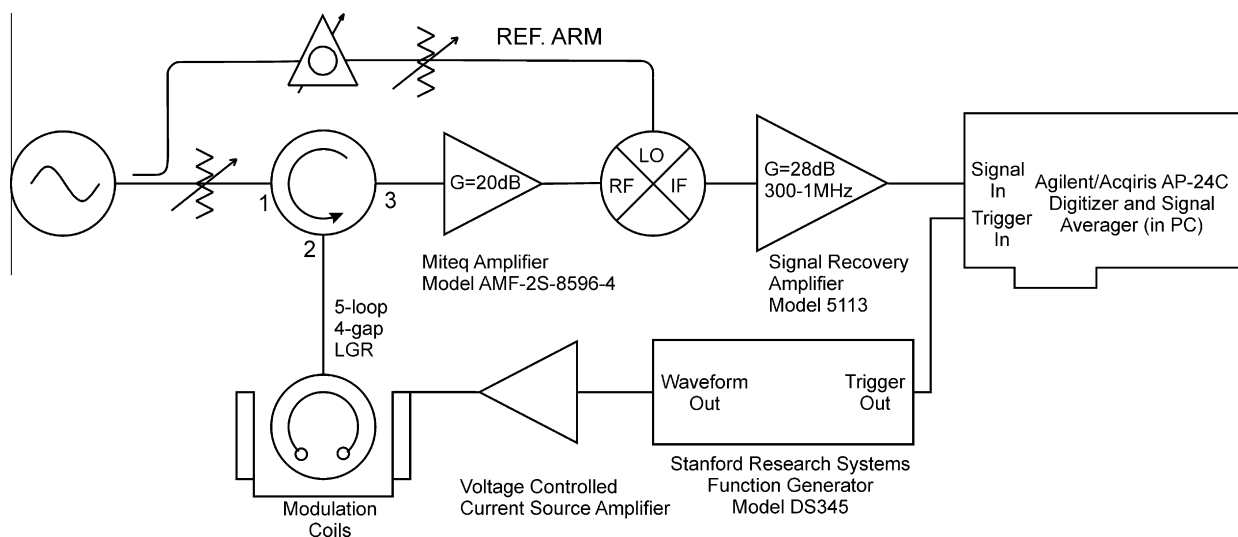 REF. ARM
LO
RF
IF
G=20dB
G=28dB
300-1MHz
1
3
2
Signal
In
Trigger
In
Agilent/Acqiris AP-24C
Digitizer and Signal
Averager (in PC)
Miteq Amplifier
Model AMF-2S-8596-4
Signal Recovery
Amplifier
Model 5113
5-loop
4-gap
LGR
Waveform
Out
Trigger
Out
Modulation
Coils
Voltage Controlled
Current Source Amplifier
Stanford Research Systems
Function Generator
Model DS345